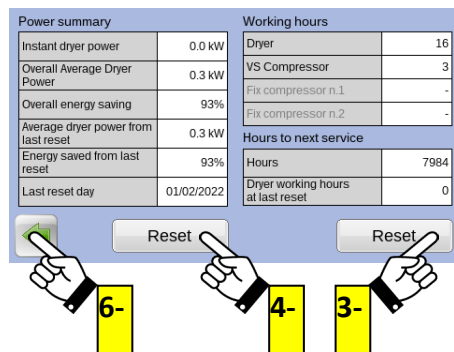 Power summary
Instant dryer power 0.0 kW
Overall Average Dryer
Power 0.3 kW
Overall energy saving 93%
Average dryer power from
last reset 0.3 kW
Energy saved from last
reset 93%
Last reset day 01/02/2022
Working hours
Dryer 16
VS Compressor 3
Fix compressor n.1 -
Fix compressor n.2 -
Hours to next service
Hours 7984
Dryer working hours
at last reset 0
Reset
Reset
6-
4-
3-